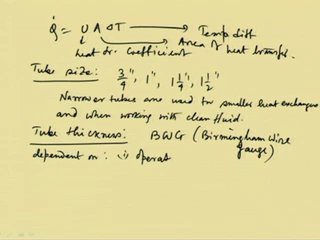 Q̇ = U A ΔT → Temp diff
Area of heat transfer.
heat tr. coefficient
Tube side: 3/4", 1", 1 1/4", 1 1/2"
Narrower tubes are used for smaller heat exchangers
and when working with clean fluid.
Tube thickness: BWG (Birmingham Wire
Gauge)
dependent on: (i) operat